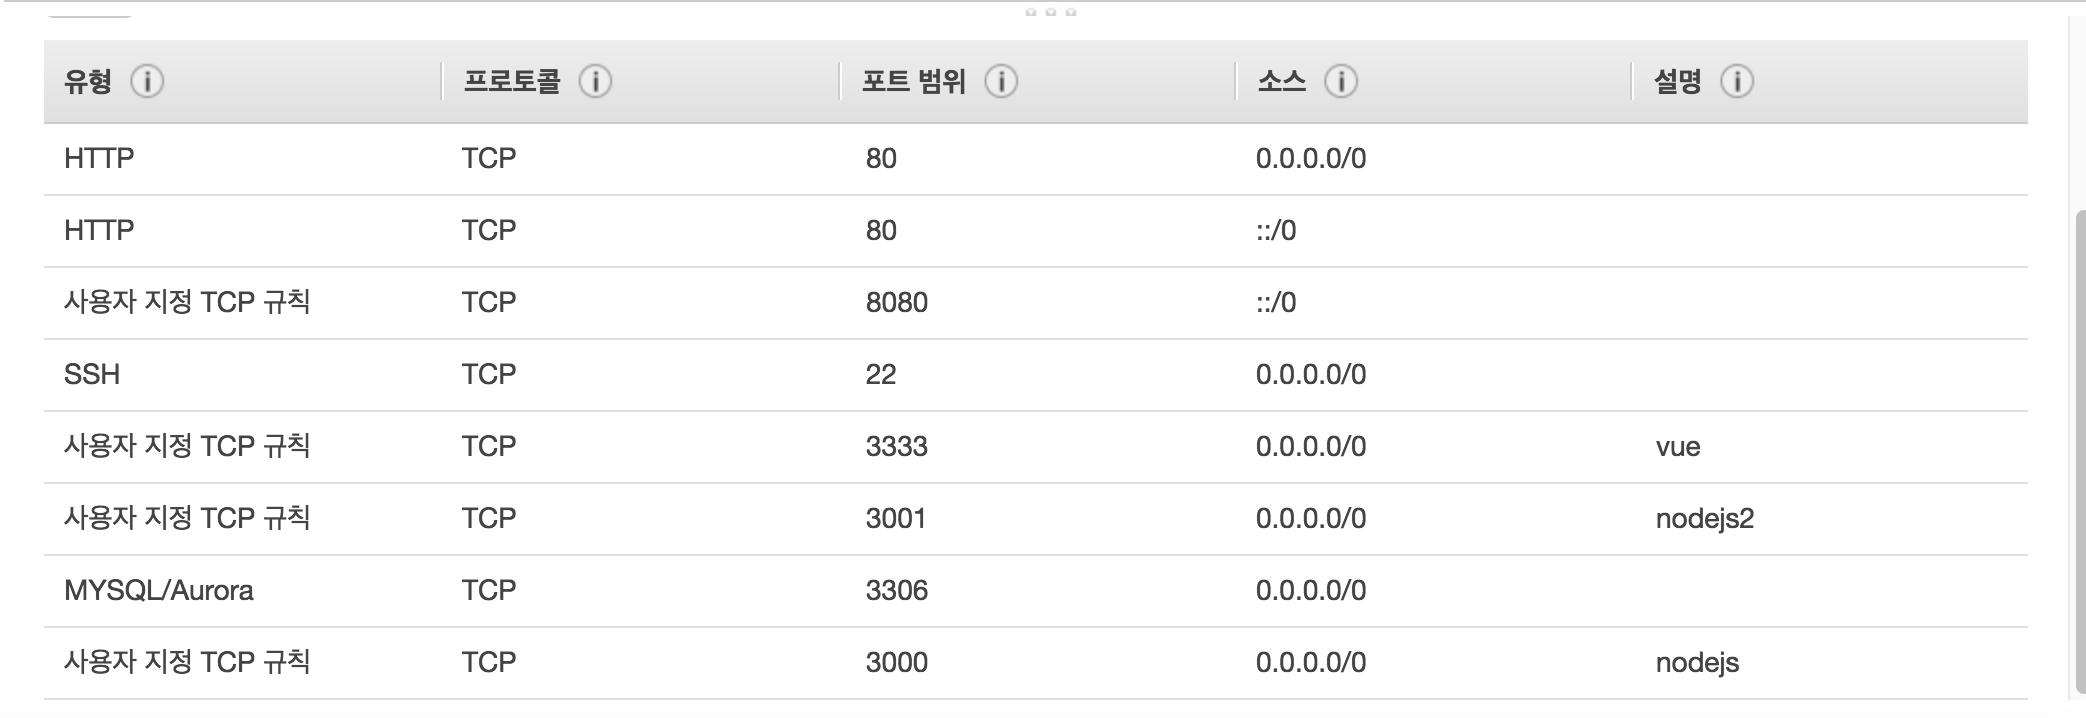 유형 프로토콜 포트 범위 소스 설명
HTTP TCP 80 0.0.0.0/0
HTTP TCP 80 ::/0
사용자 지정 TCP 규칙 TCP 8080 ::/0
SSH TCP 22 0.0.0.0/0
사용자 지정 TCP 규칙 TCP 3333 0.0.0.0/0 vue
사용자 지정 TCP 규칙 TCP 3001 0.0.0.0/0 nodejs2
MYSQL/Aurora TCP 3306 0.0.0.0/0
사용자 지정 TCP 규칙 TCP 3000 0.0.0.0/0 nodejs